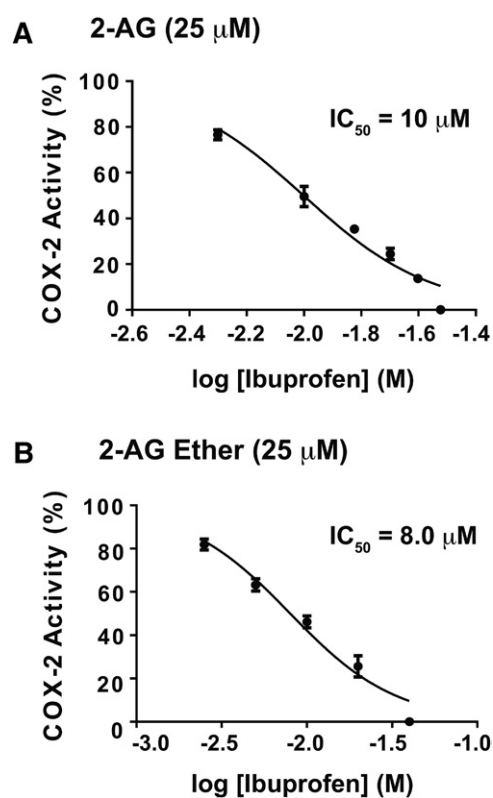 A
2-AG (25 μM)
COX-2 Activity (%)
100
80
60
40
20
0
IC50 = 10 μM
-2.6 -2.4 -2.2 -2.0 -1.8 -1.6 -1.4
log [Ibuprofen] (M)
B
2-AG Ether (25 μM)
COX-2 Activity (%)
100
80
60
40
20
0
IC50 = 8.0 μM
-3.0 -2.5 -2.0 -1.5 -1.0
log [Ibuprofen] (M)